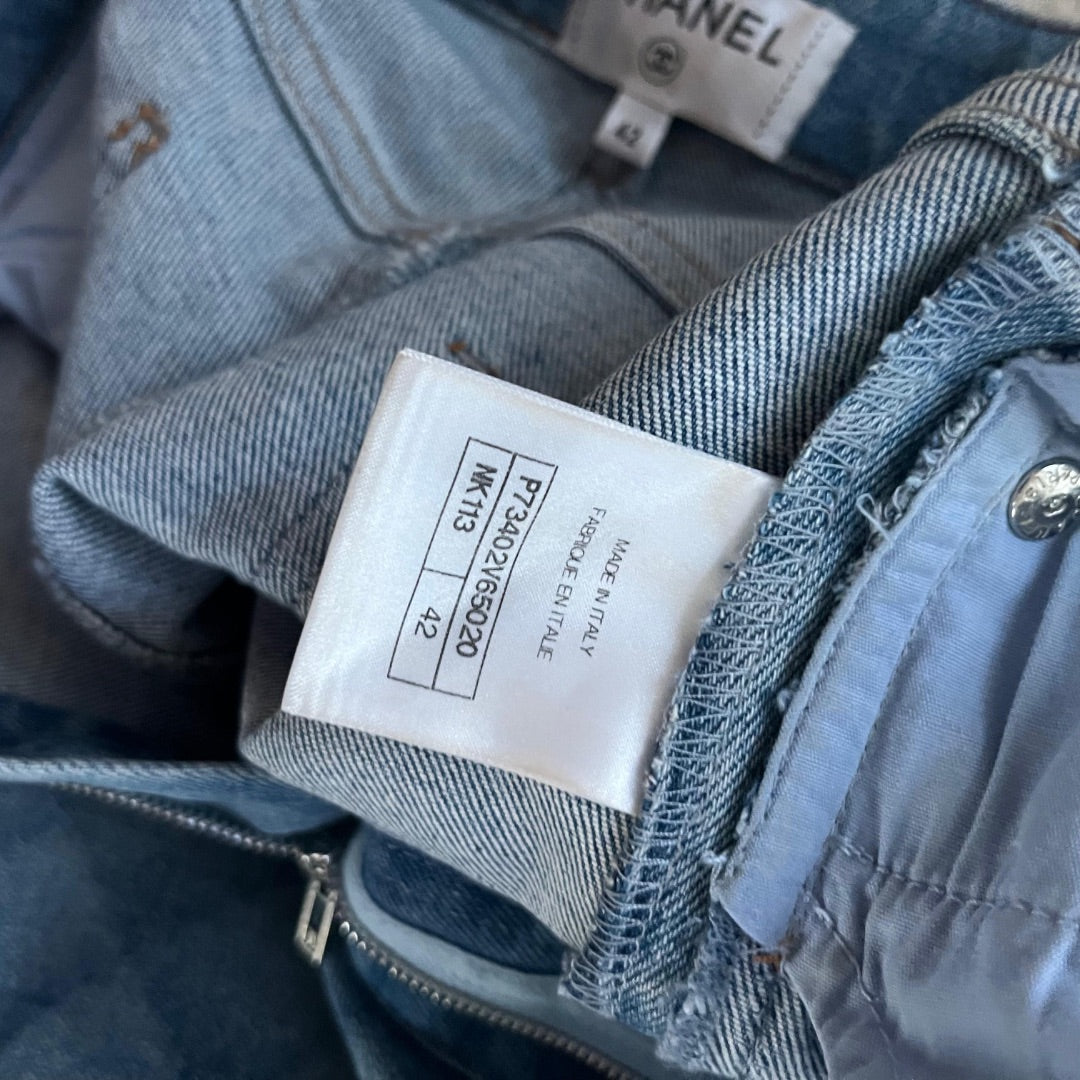 CHANEL
42
P73402V65020
NK113 42
MADE IN ITALY
FABRIQUE EN ITALIE